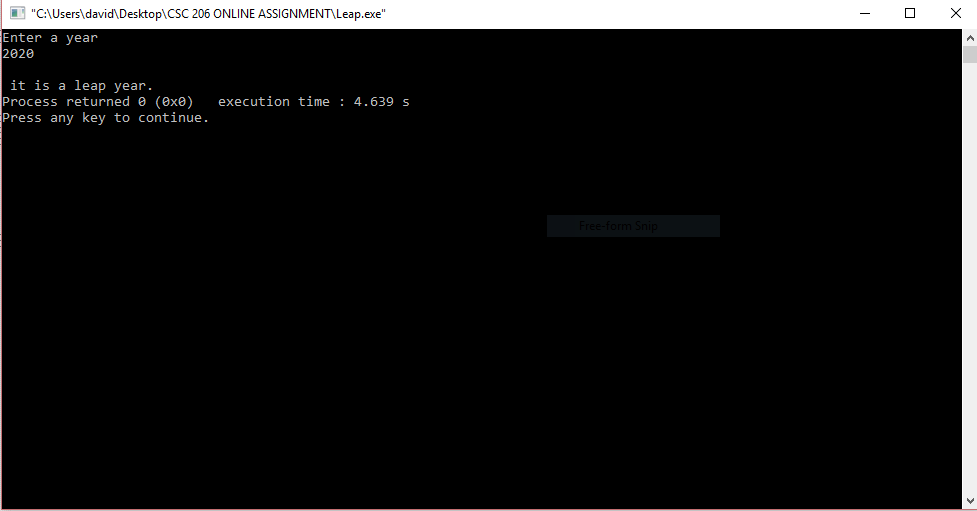 "C:\Users\david\Desktop\CSC 206 ONLINE ASSIGNMENT\Leap.exe"
Enter a year
2020
it is a leap year.
Process returned 0 (0x0)   execution time : 4.639 s
Press any key to continue.
Free-form Snip